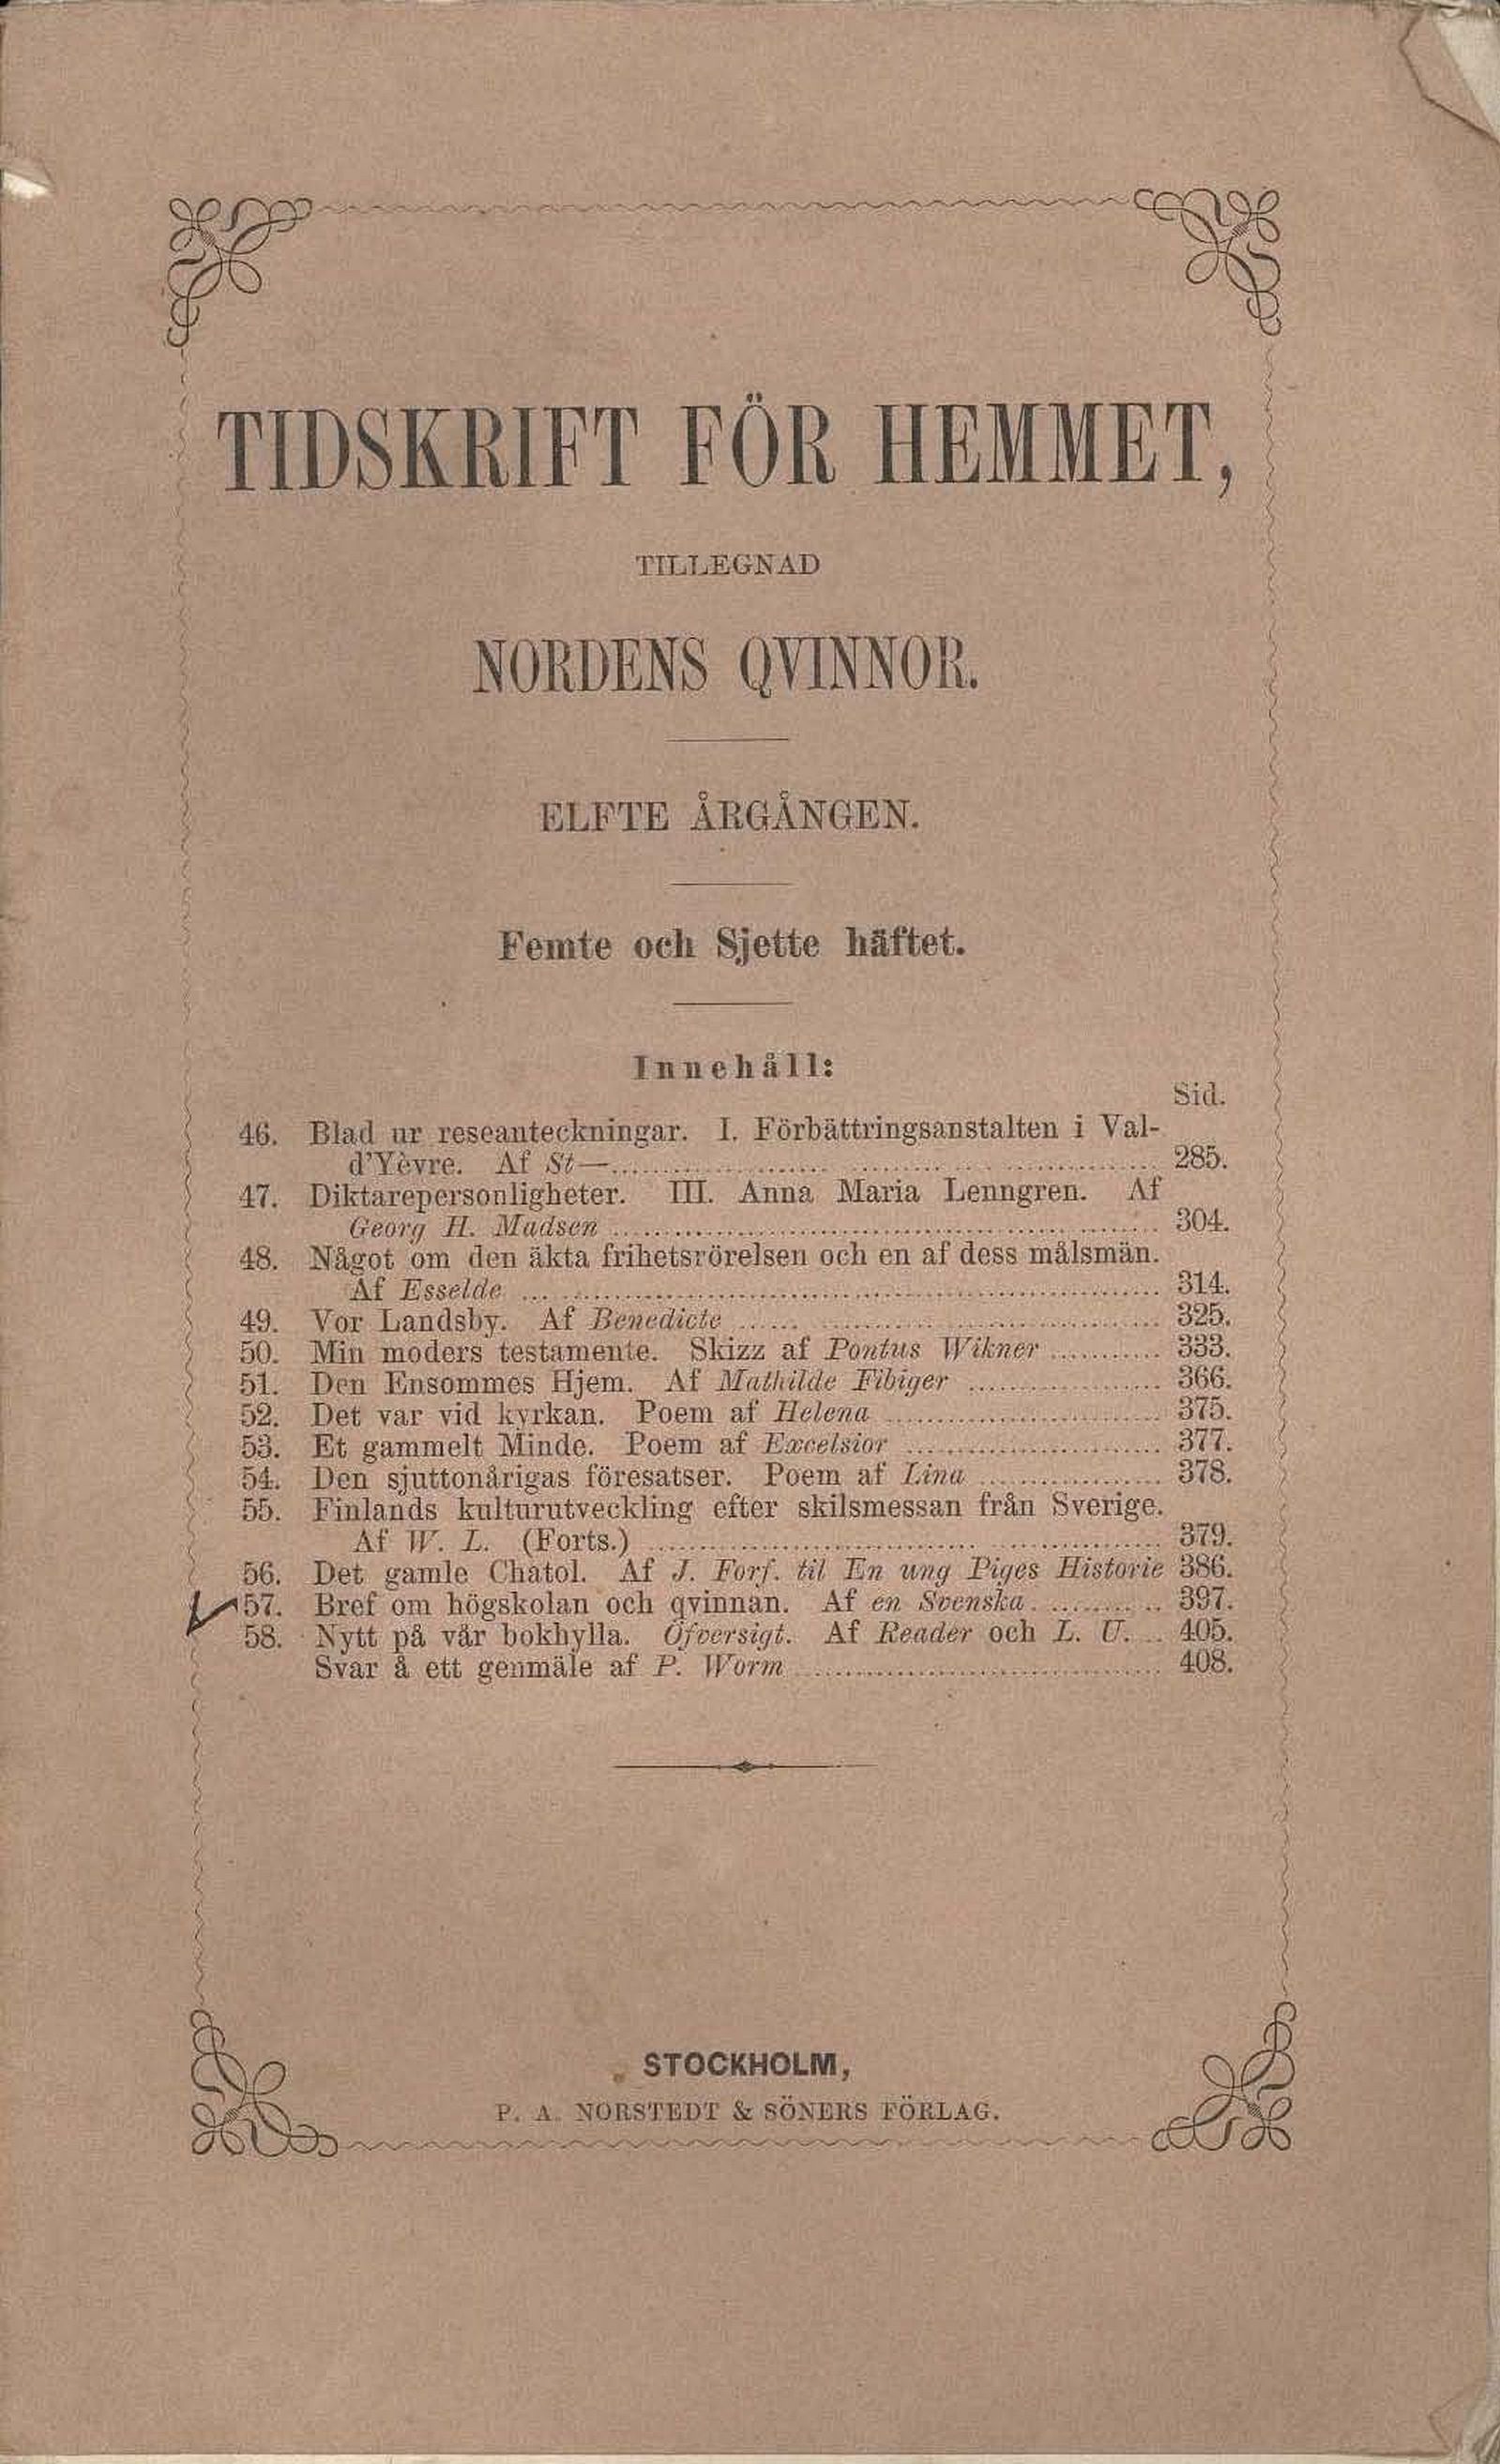 TIDSKRIFT FÖR HEMMET,
TILLEGNAD
NORDENS QVINNOR.
ELFTE ÅRGÅNGEN.
Femte och Sjette häftet.
Innehåll:
Sid.
46. Blad ur reseanteckningar. I. Förbättringsanstalten i Val-
d'Yèvre. Af St— 285.
47. Diktarepersonligheter. III. Anna Maria Lenngren. Af
Georg H. Madsen 304.
48. Något om den äkta frihetsrörelsen och en af dess målsmän.
Af Esselde 314.
49. Vor Landsby. Af Benedicte 325.
50. Min moders testamente. Skizz af Pontus Wikner 333.
51. Den Ensommes Hjem. Af Mathilde Fibiger 366.
52. Det var vid kyrkan. Poem af Helena 375.
53. Et gammelt Minde. Poem af Excelsior 377.
54. Den sjuttonårigas föresatser. Poem af Lina 378.
55. Finlands kulturutveckling efter skilsmessan från Sverige.
Af W. L. (Forts.) 379.
56. Det gamle Chatol. Af J. Forf. til En ung Piges Historie 386.
57. Bref om högskolan och qvinnan. Af en Svenska 397.
58. Nytt på vår bokhylla. Öfversigt. Af Reader och L. U. 405.
Svar å ett genmäle af P. Worm 408.
STOCKHOLM,
P. A. NORSTEDT & SÖNERS FÖRLAG.